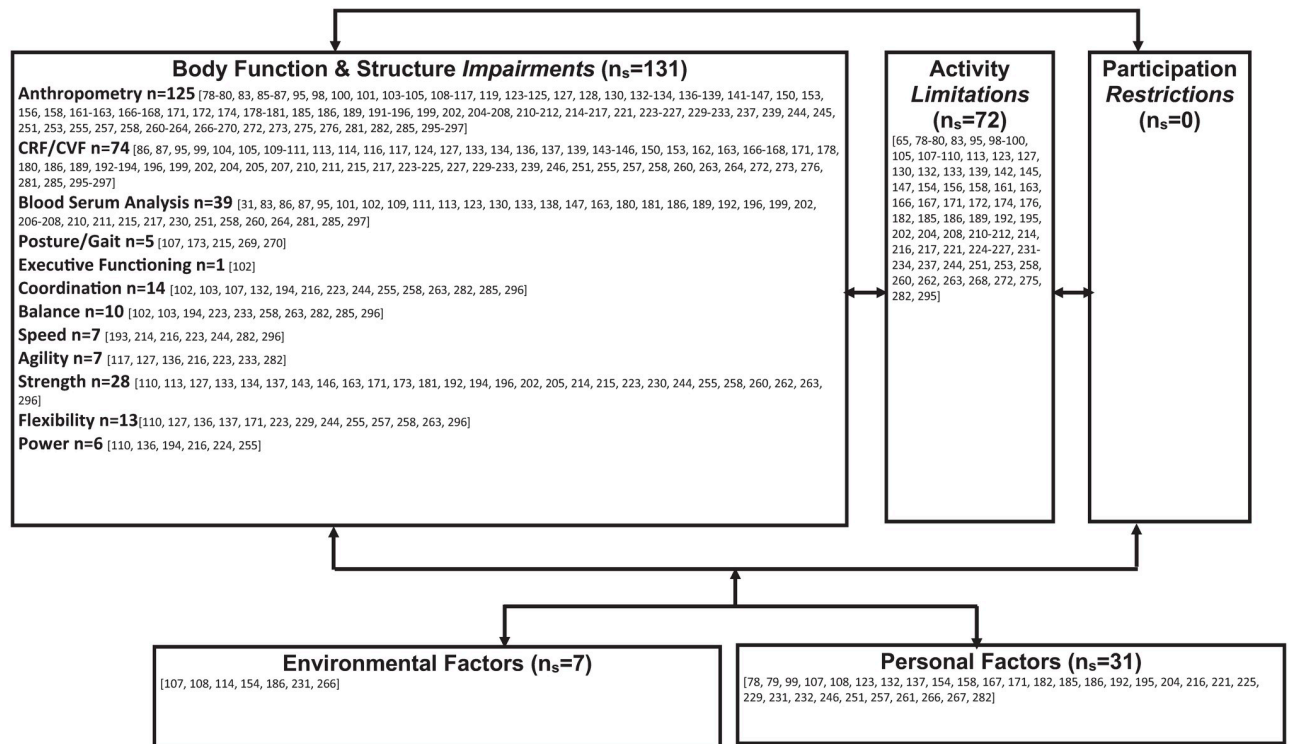 Body Function & Structure Impairments (ns=131)
Anthropometry n=125 [78-80, 83, 85-87, 95, 98, 100, 101, 103-105, 108-117, 119, 123-125, 127, 128, 130, 132-134, 136-139, 141-147, 150, 153,
156, 158, 161-163, 166-168, 171, 172, 174, 178-181, 185, 186, 189, 191-196, 199, 202, 204-208, 210-212, 214-217, 221, 223-227, 229-233, 237, 239, 244, 245,
251, 253, 255, 257, 258, 260-264, 266-270, 272, 273, 275, 276, 281, 282, 285, 295-297]
CRF/CVF n=74 [86, 87, 95, 99, 104, 105, 109-111, 113, 114, 116, 117, 124, 127, 133, 134, 136, 137, 139, 143-146, 150, 153, 162, 163, 166-168, 171, 178,
180, 186, 189, 192-194, 196, 199, 202, 204, 205, 207, 210, 211, 215, 217, 223-225, 227, 229-233, 239, 246, 251, 255, 257, 258, 260, 263, 264, 272, 273, 276,
281, 285, 295-297]
Blood Serum Analysis n=39 [31, 83, 86, 87, 95, 101, 102, 109, 111, 113, 123, 130, 133, 138, 147, 163, 180, 181, 186, 189, 192, 196, 199, 202,
206-208, 210, 211, 215, 217, 230, 251, 258, 260, 264, 281, 285, 297]
Posture/Gait n=5 [107, 173, 215, 269, 270]
Executive Functioning n=1 [102]
Coordination n=14 [102, 103, 107, 132, 194, 216, 223, 244, 255, 258, 263, 282, 285, 296]
Balance n=10 [102, 103, 194, 223, 233, 258, 263, 282, 285, 296]
Speed n=7 [193, 214, 216, 223, 244, 282, 296]
Agility n=7 [117, 127, 136, 216, 223, 233, 282]
Strength n=28 [110, 113, 127, 133, 134, 137, 143, 146, 163, 171, 173, 181, 192, 194, 196, 202, 205, 214, 215, 223, 230, 244, 255, 258, 260, 262, 263,
296]
Flexibility n=13[110, 127, 136, 137, 171, 223, 229, 244, 255, 257, 258, 263, 296]
Power n=6 [110, 136, 194, 216, 224, 255]
Activity
Limitations
(ns=72)
[65, 78-80, 83, 95, 98-100,
105, 107-110, 113, 123, 127,
130, 132, 133, 139, 142, 145,
147, 154, 156, 158, 161, 163,
166, 167, 171, 172, 174, 176,
182, 185, 186, 189, 192, 195,
202, 204, 208, 210-212, 214,
216, 217, 221, 224-227, 231-
234, 237, 244, 251, 253, 258,
260, 262, 263, 268, 272, 275,
282, 295]
Participation
Restrictions
(ns=0)
Environmental Factors (ns=7)
[107, 108, 114, 154, 186, 231, 266]
Personal Factors (ns=31)
[78, 79, 99, 107, 108, 123, 132, 137, 154, 158, 167, 171, 182, 185, 186, 192, 195, 204, 216, 221, 225,
229, 231, 232, 246, 251, 257, 261, 266, 267, 282]